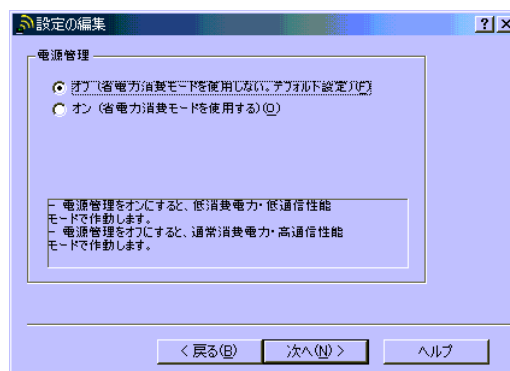 設定の編集
電源管理
オフ (省電力消費モードを使用しない。デフォルト設定)(F)
オン (省電力消費モードを使用する)(O)
- 電源管理をオンにすると、低消費電力・低通信性能
モードで作動します。
- 電源管理をオフにすると、通常消費電力・高通信性能
モードで作動します。
< 戻る(B) 次へ(N) > ヘルプ